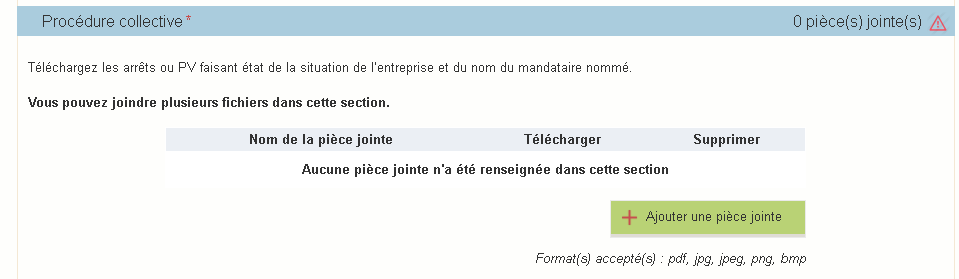 Procédure collective* 0 pièce(s) jointe(s)
Téléchargez les arrêts ou PV faisant état de la situation de l'entreprise et du nom du mandataire nommé.
Vous pouvez joindre plusieurs fichiers dans cette section.
Nom de la pièce jointe Télécharger Supprimer
Aucune pièce jointe n'a été renseignée dans cette section
+ Ajouter une pièce jointe
Format(s) accepté(s) : pdf, jpg, jpeg, png, bmp